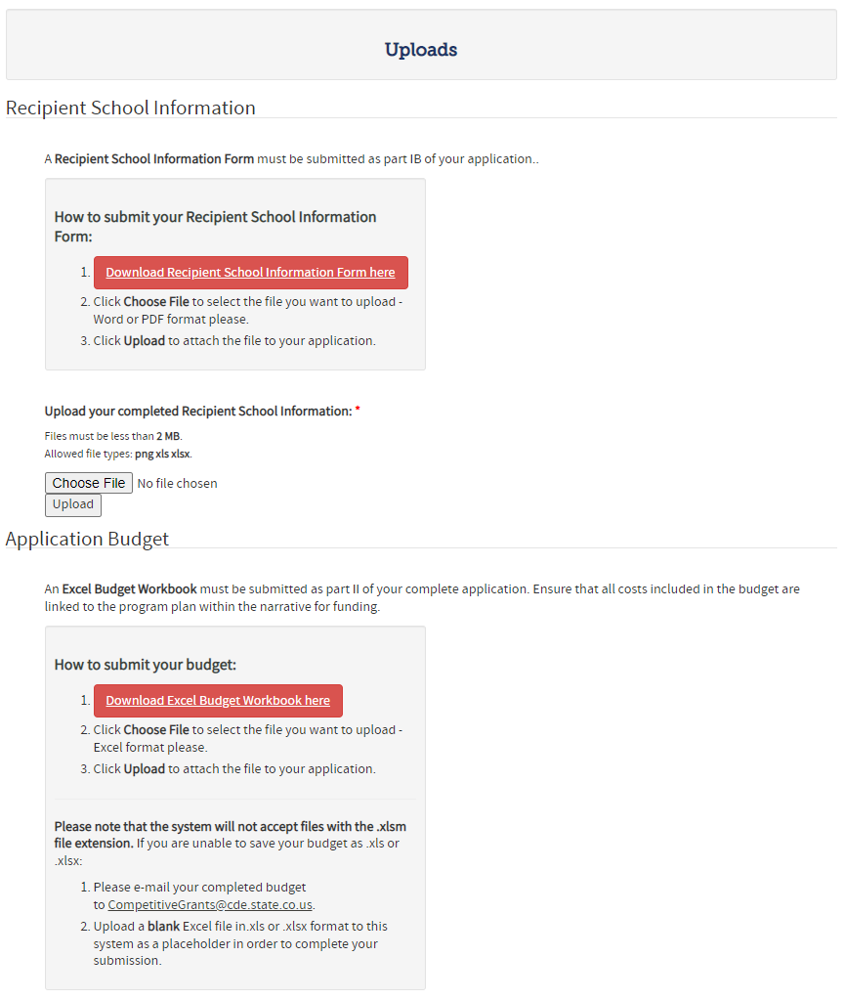 Uploads
Recipient School Information
A Recipient School Information Form must be submitted as part IB of your application..
How to submit your Recipient School Information
Form:
1. Download Recipient School Information Form here
2. Click Choose File to select the file you want to upload -
Word or PDF format please.
3. Click Upload to attach the file to your application.
Upload your completed Recipient School Information: *
Files must be less than 2 MB.
Allowed file types: png xls xlsx.
Choose File No file chosen
Upload
Application Budget
An Excel Budget Workbook must be submitted as part II of your complete application. Ensure that all costs included in the budget are
linked to the program plan within the narrative for funding.
How to submit your budget:
1. Download Excel Budget Workbook here
2. Click Choose File to select the file you want to upload -
Excel format please.
3. Click Upload to attach the file to your application.
Please note that the system will not accept files with the .xlsm
file extension. If you are unable to save your budget as .xls or
.xlsx:
1. Please e-mail your completed budget
to CompetitiveGrants@cde.state.co.us.
2. Upload a blank Excel file in.xls or .xlsx format to this
system as a placeholder in order to complete your
submission.